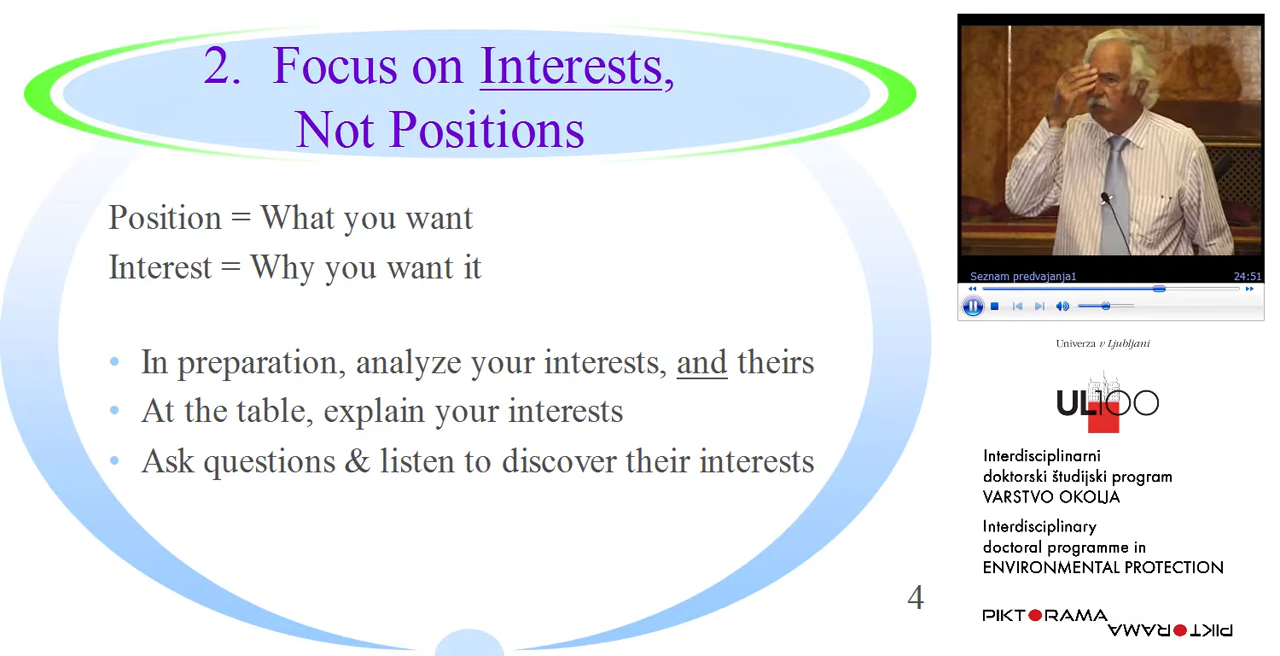 2. Focus on Interests,
Not Positions
Position = What you want
Interest = Why you want it
• In preparation, analyze your interests, and theirs
• At the table, explain your interests
• Ask questions & listen to discover their interests
4
Seznam predvajanja1 24:51
Univerza v Ljubljani
UL100
Interdisciplinarni
doktorski študijski program
VARSTVO OKOLJA
Interdisciplinary
doctoral programme in
ENVIRONMENTAL PROTECTION
PIKTORAMA
PIKTORAMA